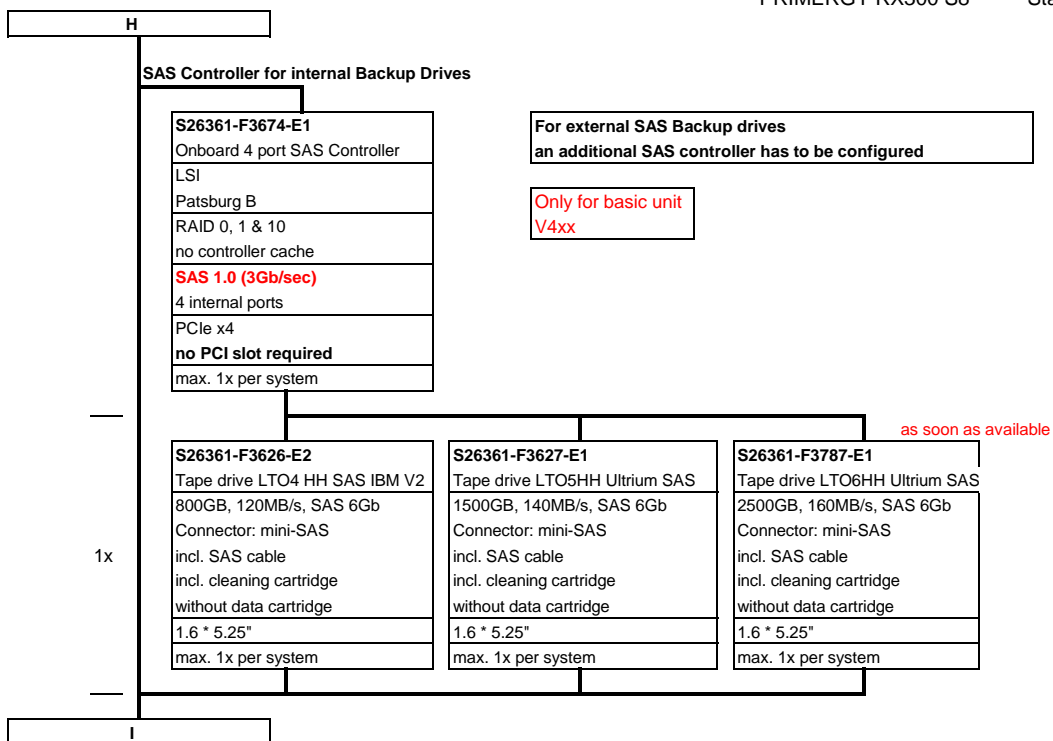 PRIMERGY RX300 S8
H
SAS Controller for internal Backup Drives
S26361-F3674-E1
Onboard 4 port SAS Controller
LSI
Patsburg B
RAID 0, 1 & 10
no controller cache
SAS 1.0 (3Gb/sec)
4 internal ports
PCIe x4
no PCI slot required
max. 1x per system
For external SAS Backup drives
an additional SAS controller has to be configured
Only for basic unit
V4xx
as soon as available
1x
S26361-F3626-E2
Tape drive LTO4 HH SAS IBM V2
800GB, 120MB/s, SAS 6Gb
Connector: mini-SAS
incl. SAS cable
incl. cleaning cartridge
without data cartridge
1.6 * 5.25"
max. 1x per system
S26361-F3627-E1
Tape drive LTO5HH Ultrium SAS
1500GB, 140MB/s, SAS 6Gb
Connector: mini-SAS
incl. SAS cable
incl. cleaning cartridge
without data cartridge
1.6 * 5.25"
max. 1x per system
S26361-F3787-E1
Tape drive LTO6HH Ultrium SAS
2500GB, 160MB/s, SAS 6Gb
Connector: mini-SAS
incl. SAS cable
incl. cleaning cartridge
without data cartridge
1.6 * 5.25"
max. 1x per system
I